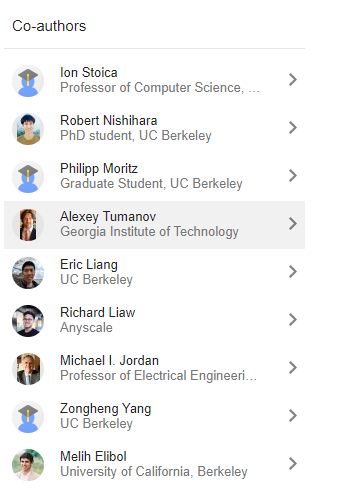 Co-authors
Ion Stoica
Professor of Computer Science, ...
Robert Nishihara
PhD student, UC Berkeley
Philipp Moritz
Graduate Student, UC Berkeley
Alexey Tumanov
Georgia Institute of Technology
Eric Liang
UC Berkeley
Richard Liaw
Anyscale
Michael I. Jordan
Professor of Electrical Engineeri...
Zongheng Yang
UC Berkeley
Melih Elibol
University of California, Berkeley